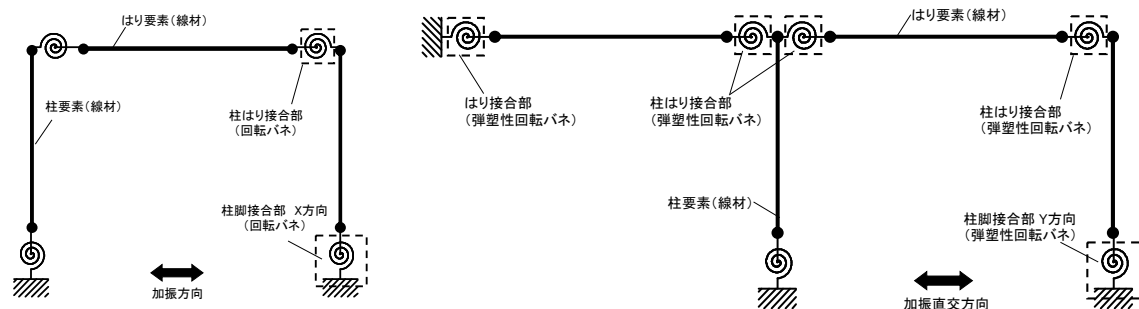 はり要素(線材)
柱要素(線材)
柱はり接合部
(回転バネ)
柱脚接合部 X方向
(回転バネ)
加振方向
はり要素(線材)
はり接合部
(弾塑性回転バネ)
柱はり接合部
(弾塑性回転バネ)
柱はり接合部
(弾塑性回転バネ)
柱要素(線材)
柱脚接合部 Y方向
(弾塑性回転バネ)
加振直交方向